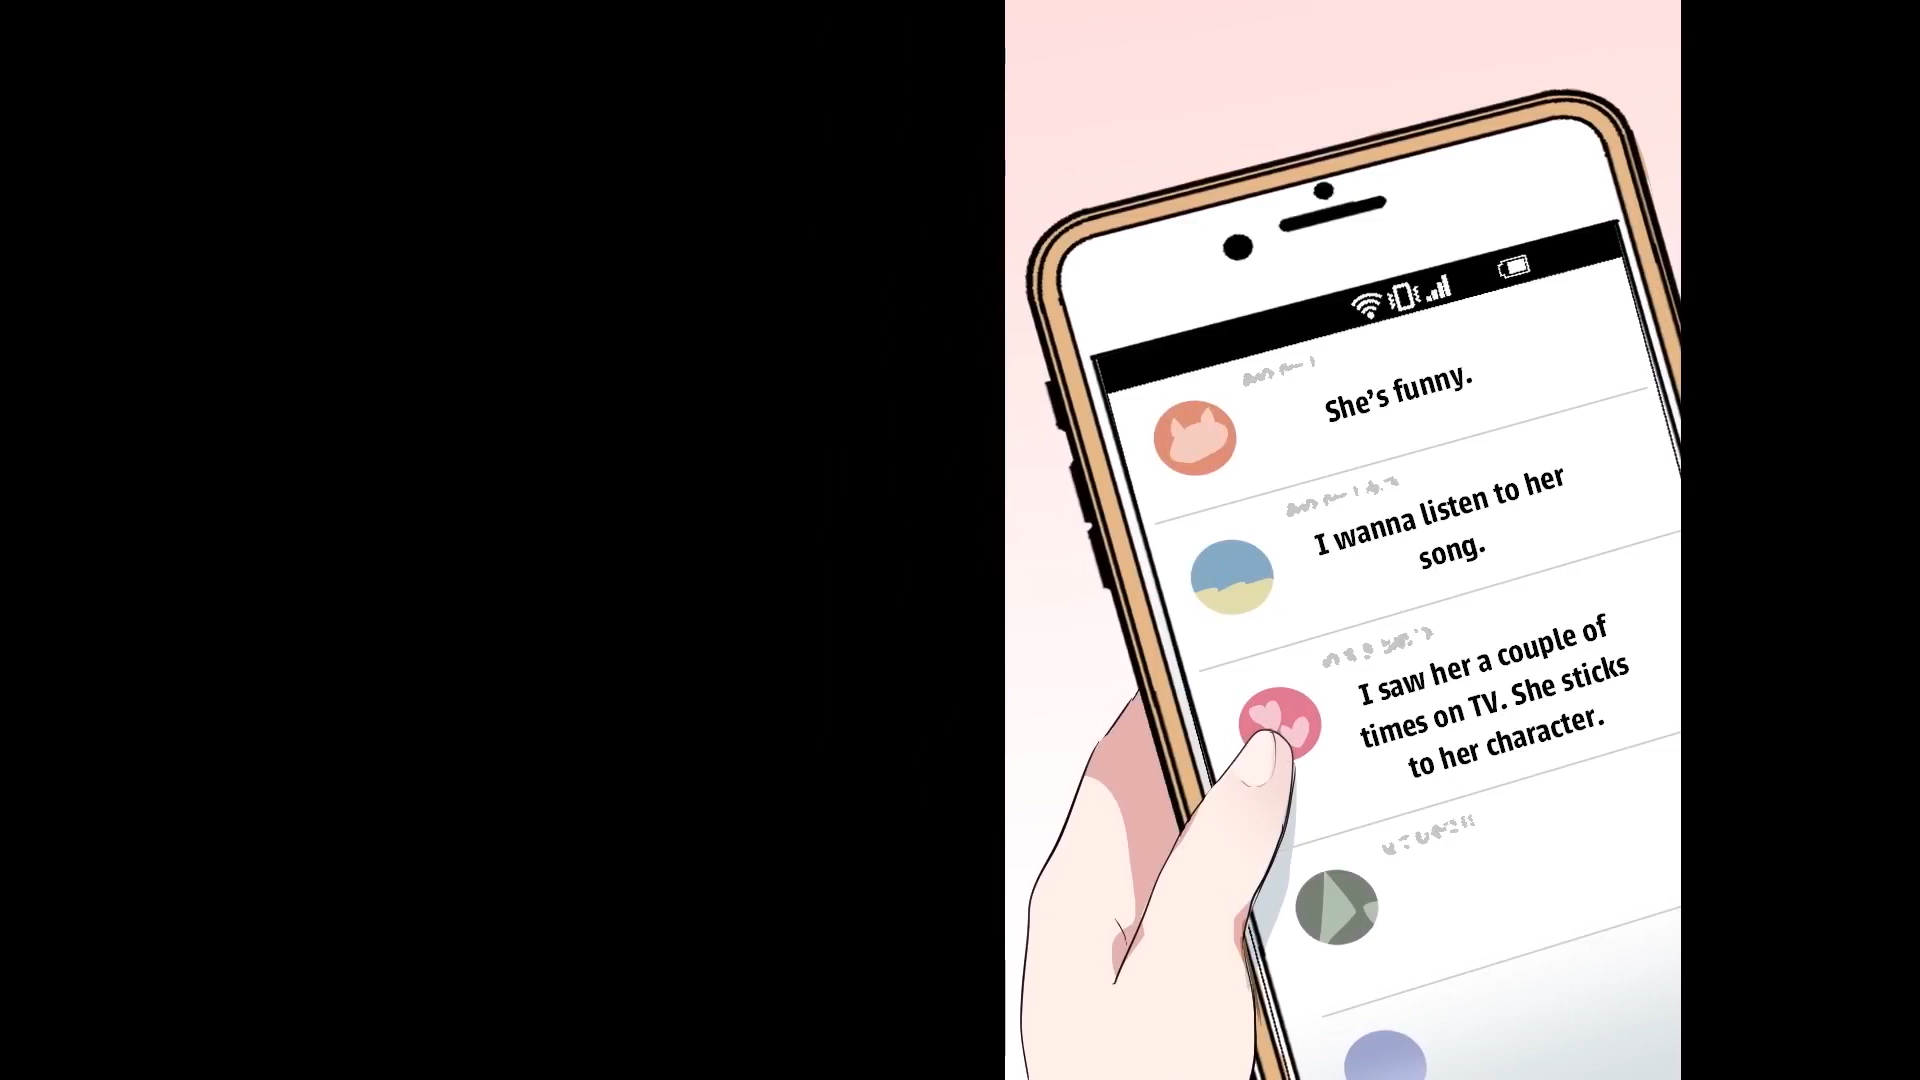 She's funny.
I wanna listen to her
song.
I saw her a couple of
times on TV. She sticks
to her character.